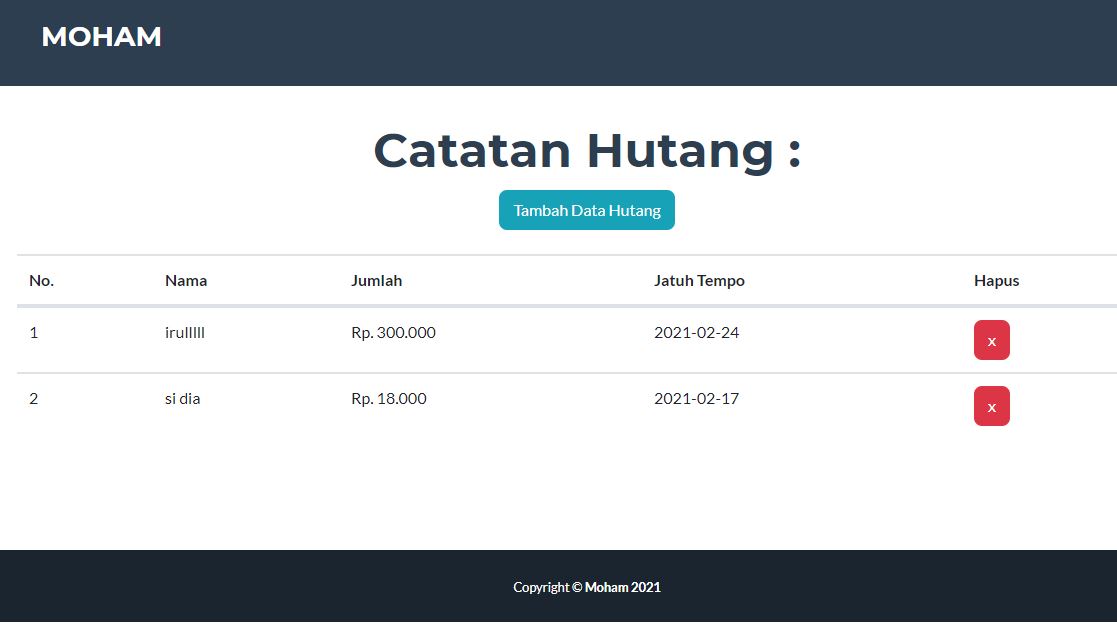 MOHAM
Catatan Hutang :
Tambah Data Hutang
No. Nama Jumlah Jatuh Tempo Hapus
1 irulllll Rp. 300.000 2021-02-24 x
2 si dia Rp. 18.000 2021-02-17 x
Copyright © Moham 2021